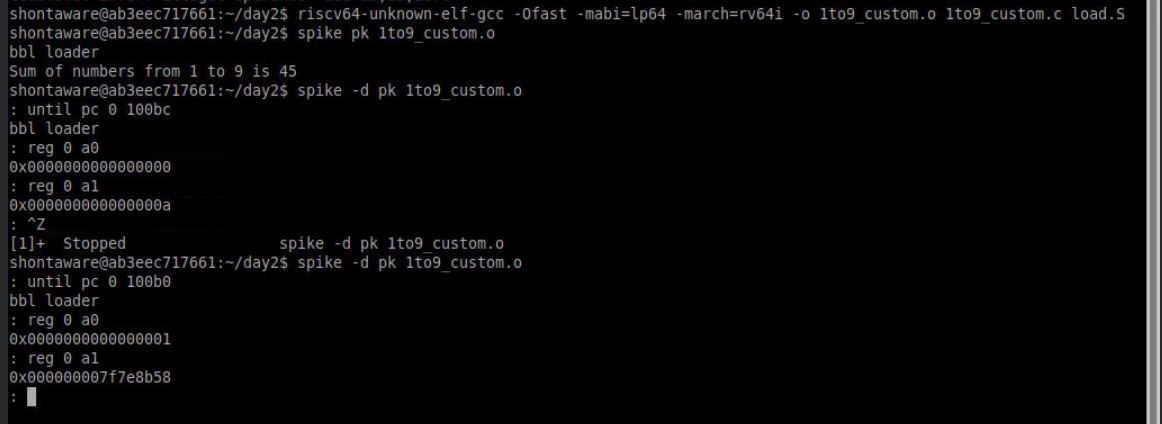 shontaware@ab3eec717661:~/day2$ riscv64-unknown-elf-gcc -Ofast -mabi=lp64 -march=rv64i -o 1to9_custom.o 1to9_custom.c load.S
shontaware@ab3eec717661:~/day2$ spike pk 1to9_custom.o
bbl loader
Sum of numbers from 1 to 9 is 45
shontaware@ab3eec717661:~/day2$ spike -d pk 1to9_custom.o
: until pc 0 100bc
bbl loader
: reg 0 a0
0x0000000000000000
: reg 0 a1
0x000000000000000a
: ^Z
[1]+  Stopped                 spike -d pk 1to9_custom.o
shontaware@ab3eec717661:~/day2$ spike -d pk 1to9_custom.o
: until pc 0 100b0
bbl loader
: reg 0 a0
0x0000000000000001
: reg 0 a1
0x000000007f7e8b58
: